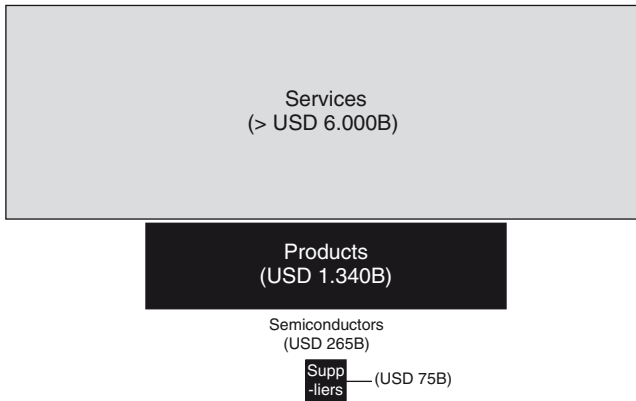 Services
(> USD 6.000B)
Products
(USD 1.340B)
Semiconductors
(USD 265B)
Supp
-liers
(USD 75B)